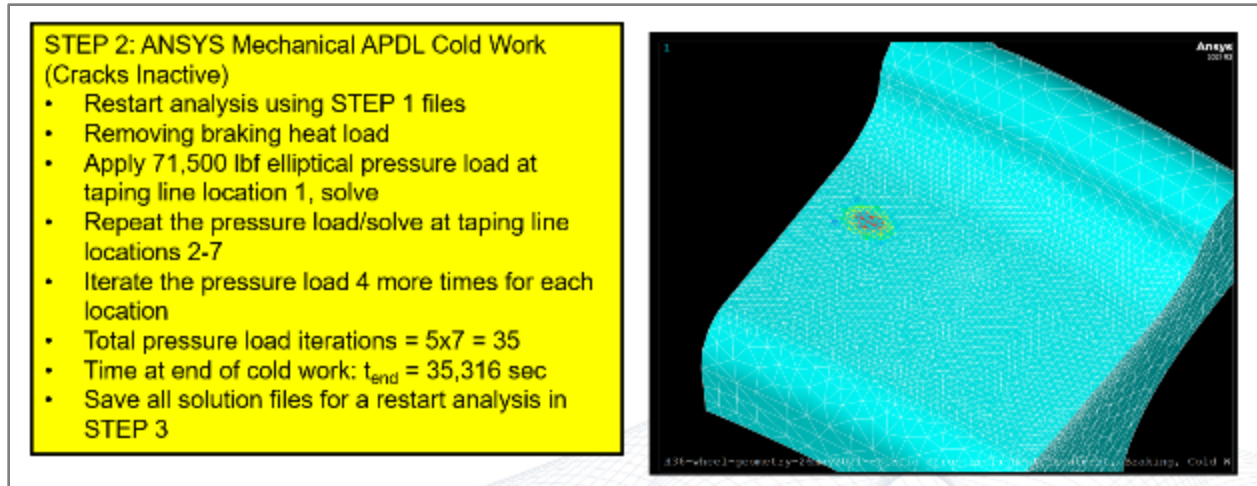 STEP 2: ANSYS Mechanical APDL Cold Work
(Cracks Inactive)
• Restart analysis using STEP 1 files
• Removing braking heat load
• Apply 71,500 lbf elliptical pressure load at
taping line location 1, solve
• Repeat the pressure load/solve at taping line
locations 2-7
• Iterate the pressure load 4 more times for each
location
• Total pressure load iterations = 5x7 = 35
• Time at end of cold work: tend = 35,316 sec
• Save all solution files for a restart analysis in
STEP 3
1
Ansys
Braking, Cold W